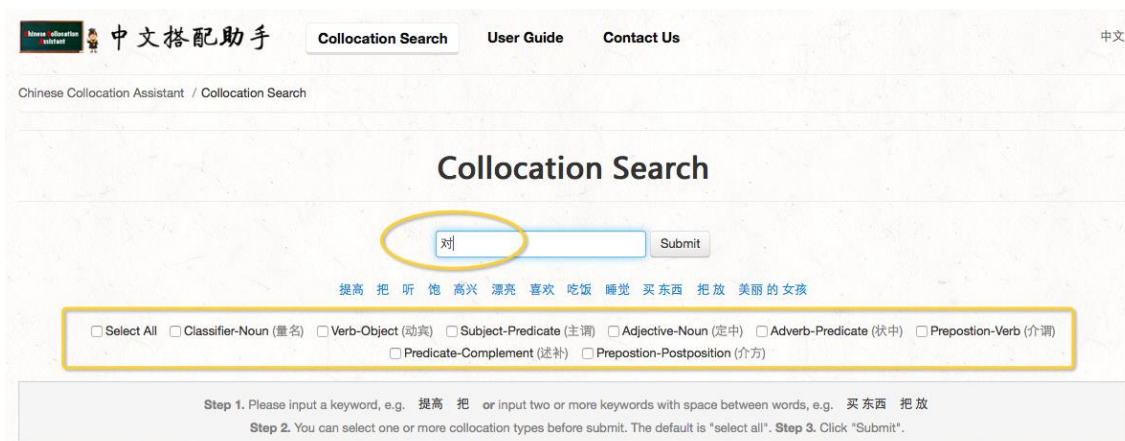 Chinese Collocation Assistant 中文搭配助手 Collocation Search User Guide Contact Us 中文
Chinese Collocation Assistant / Collocation Search
Collocation Search
对 Submit
提高 把 听 饱 高兴 漂亮 喜欢 吃饭 睡觉 买 东西 把 放 美丽 的 女孩
Select All Classifier-Noun (量名) Verb-Object (动宾) Subject-Predicate (主谓) Adjective-Noun (定中) Adverb-Predicate (状中) Prepostion-Verb (介谓)
Predicate-Complement (述补) Prepostion-Postposition (介方)
Step 1. Please input a keyword, e.g. 提高 把 or input two or more keywords with space between words, e.g. 买 东西 把 放
Step 2. You can select one or more collocation types before submit. The default is "select all". Step 3. Click "Submit".